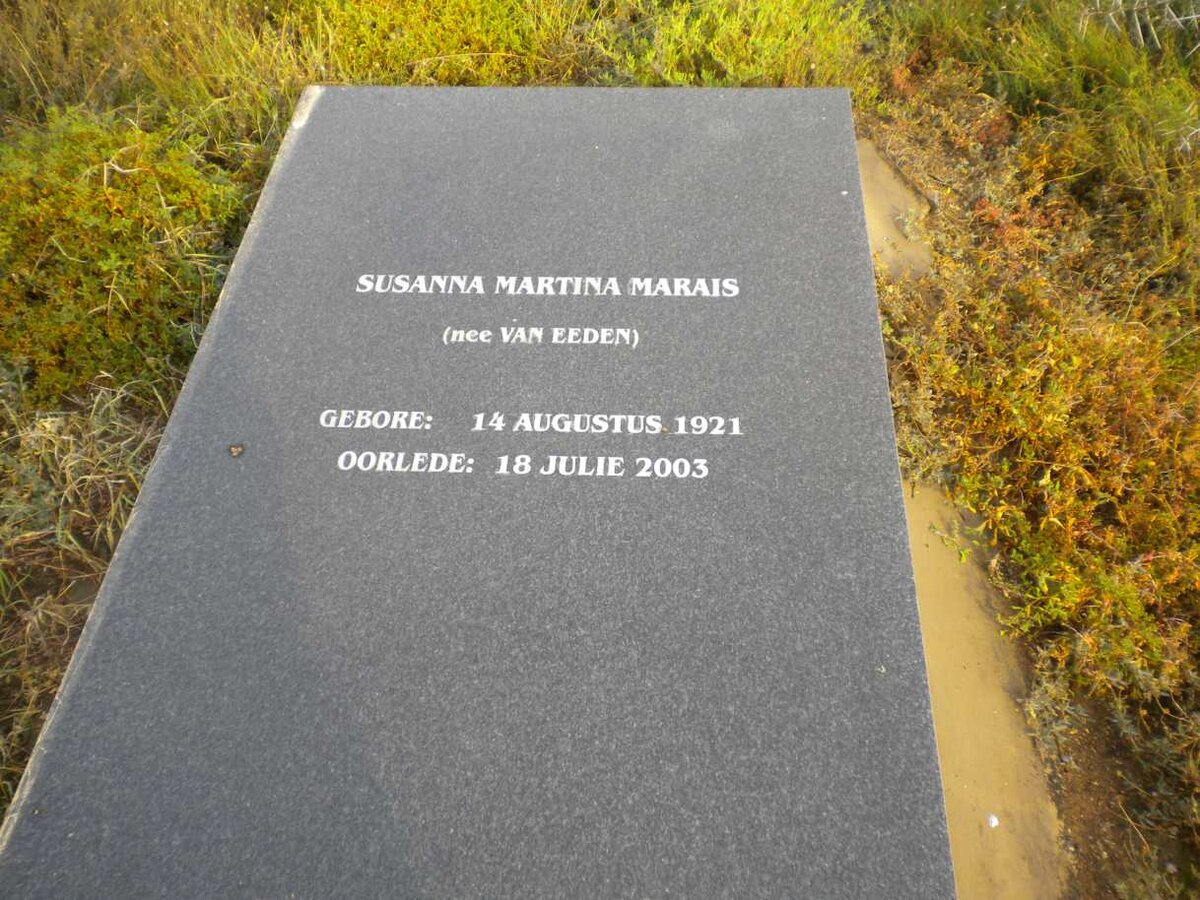 SUSANNA MARTINA MARAIS
(nee VAN EEDEN)
GEBORE: 14 AUGUSTUS 1921
OORLEDE: 18 JULIE 2003